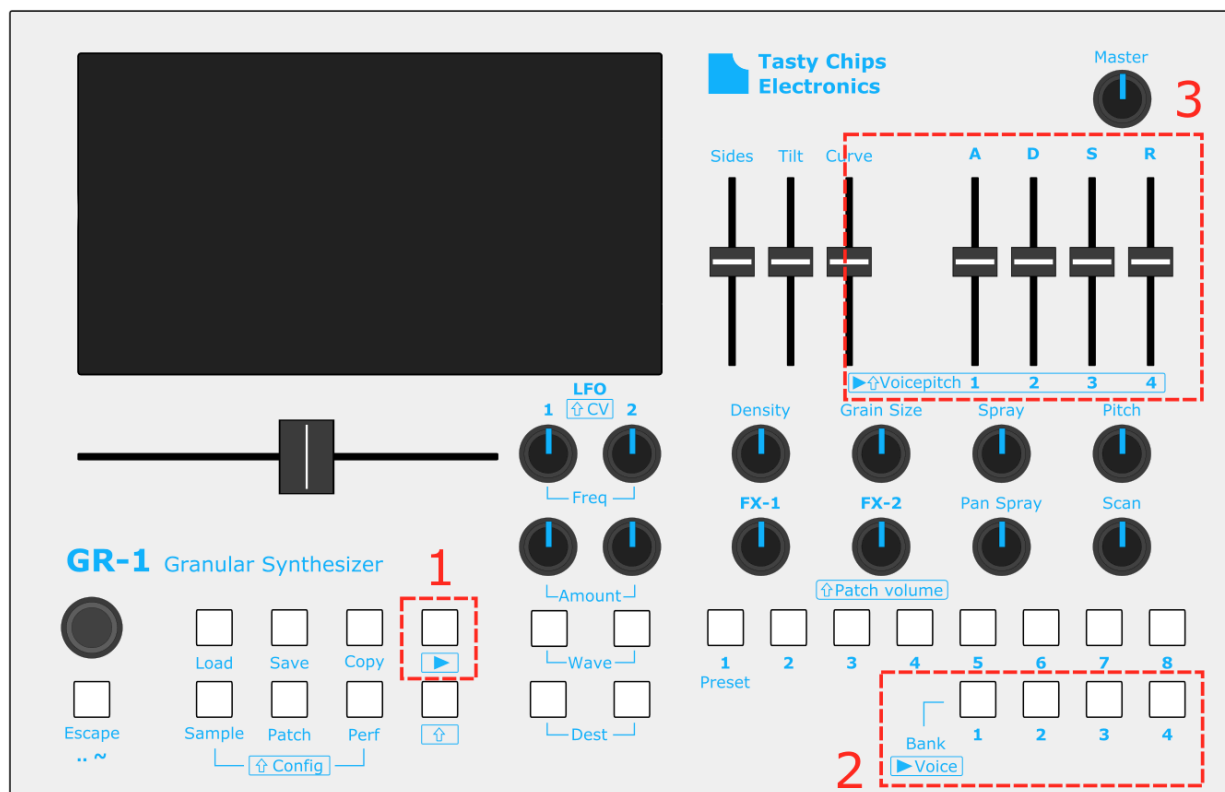 Tasty Chips
Electronics
Master
3
Sides Tilt Curve A D S R
▶⇧Voicepitch 1 2 3 4
LFO
1 ⇧CV 2
Density Grain Size Spray Pitch
Freq
FX-1 FX-2 Pan Spray Scan
GR-1 Granular Synthesizer
1
Amount
⇧Patch volume
Load Save Copy ▶
Wave
1 2 3 4 5 6 7 8
Preset
Escape Sample Patch Perf ⇧
.. ~
⇧ Config
Dest
Bank 1 2 3 4
▶Voice
2